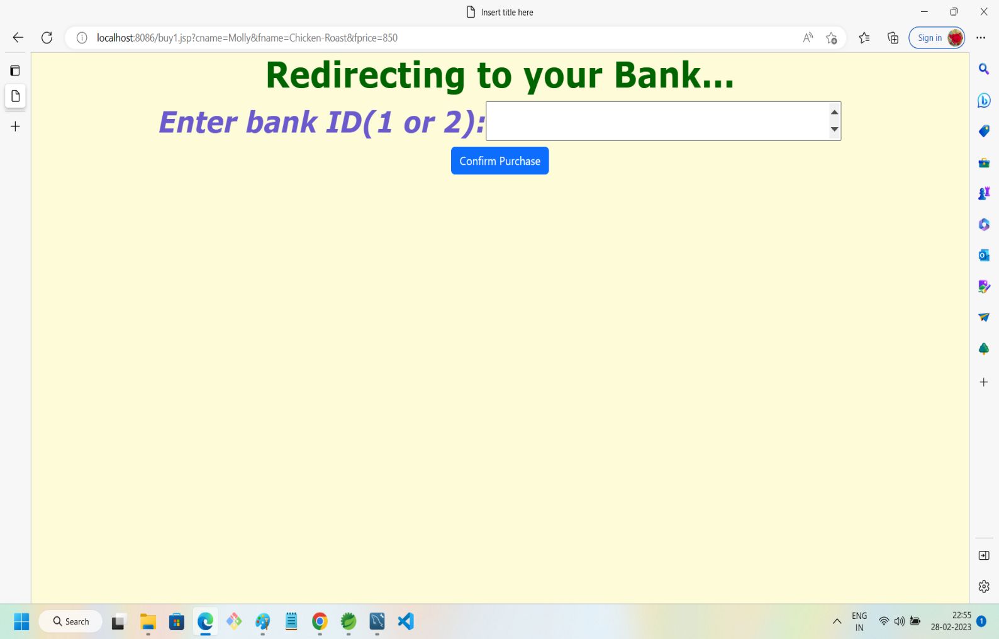 Insert title here
localhost:8086/buy1.jsp?cname=Molly&fname=Chicken-Roast&fprice=850
Sign in
Redirecting to your Bank...
Enter bank ID(1 or 2):
Confirm Purchase
Search
ENG
IN
22:55
28-02-2023
1